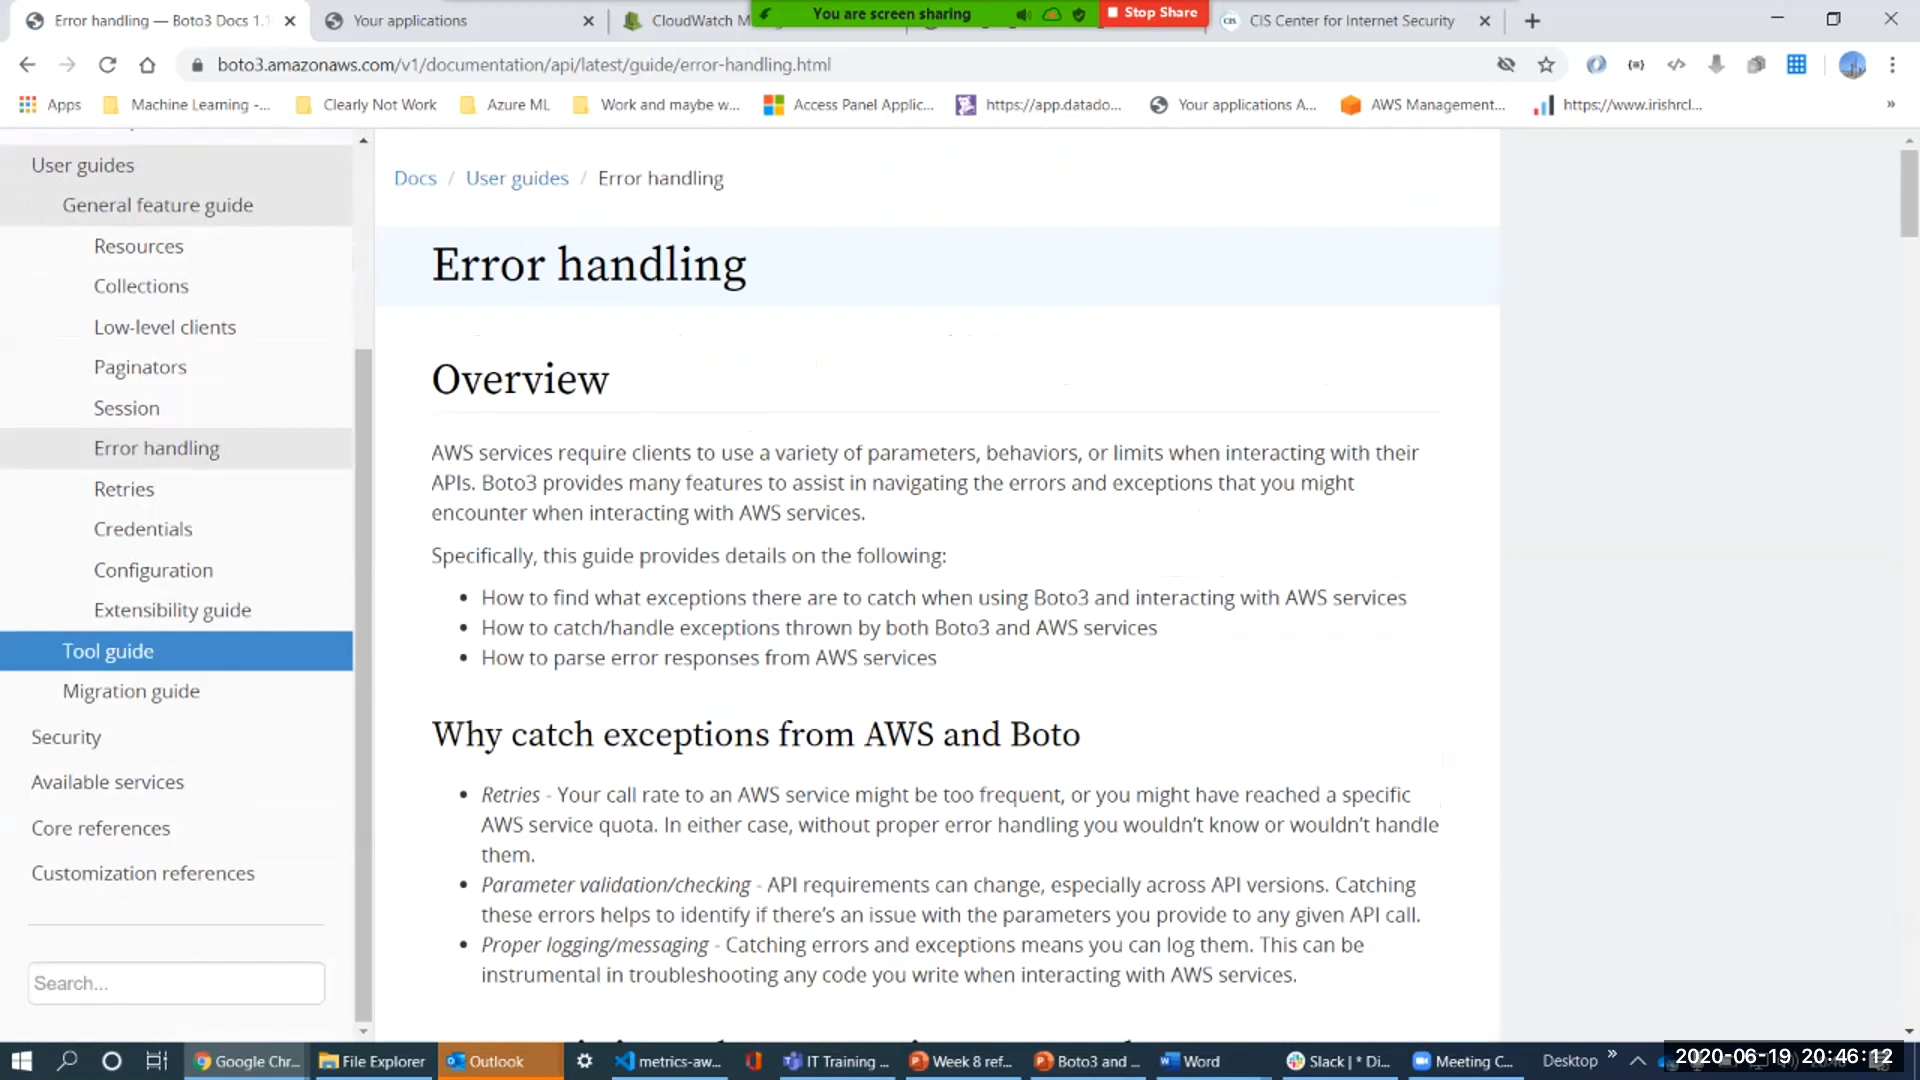 Error handling — Boto3 Docs 1.1
Your applications
CloudWatch M
You are screen sharing
Stop Share
CIS Center for Internet Security
boto3.amazonaws.com/v1/documentation/api/latest/guide/error-handling.html
Apps
Machine Learning -...
Clearly Not Work
Azure ML
Work and maybe w...
Access Panel Applic...
https://app.datado...
Your applications A...
AWS Management...
https://www.irishrcl...
»
User guides
General feature guide
Resources
Collections
Low-level clients
Paginators
Session
Error handling
Retries
Credentials
Configuration
Extensibility guide
Tool guide
Migration guide
Security
Available services
Core references
Customization references
Search...
Docs / User guides / Error handling
Error handling
Overview
AWS services require clients to use a variety of parameters, behaviors, or limits when interacting with their
APIs. Boto3 provides many features to assist in navigating the errors and exceptions that you might
encounter when interacting with AWS services.
Specifically, this guide provides details on the following:
• How to find what exceptions there are to catch when using Boto3 and interacting with AWS services
• How to catch/handle exceptions thrown by both Boto3 and AWS services
• How to parse error responses from AWS services
Why catch exceptions from AWS and Boto
• Retries - Your call rate to an AWS service might be too frequent, or you might have reached a specific
AWS service quota. In either case, without proper error handling you wouldn't know or wouldn't handle
them.
• Parameter validation/checking - API requirements can change, especially across API versions. Catching
these errors helps to identify if there's an issue with the parameters you provide to any given API call.
• Proper logging/messaging - Catching errors and exceptions means you can log them. This can be
instrumental in troubleshooting any code you write when interacting with AWS services.
Google Chr...
File Explorer
Outlook
metrics-aw...
IT Training ...
Week 8 ref...
Boto3 and ...
Word
Slack | * Di...
Meeting C...
Desktop
»
2020-06-19 20:46:12